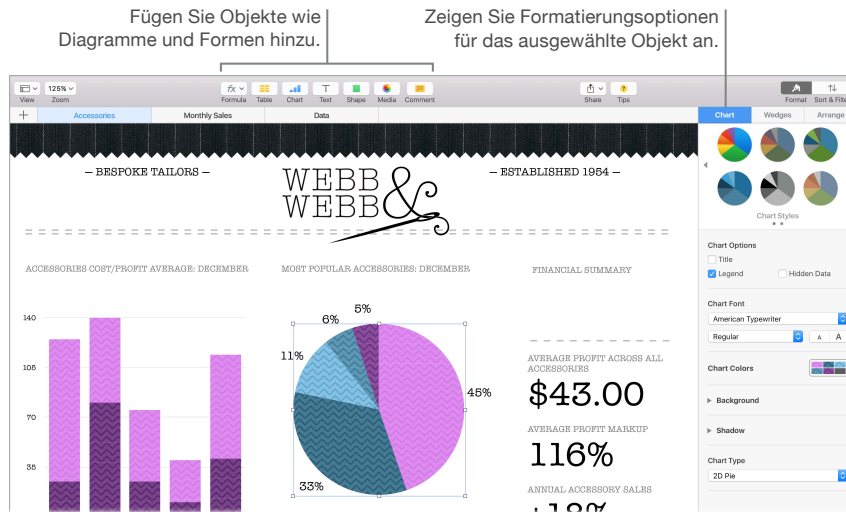 Fügen Sie Objekte wie
Diagramme und Formen hinzu.
Zeigen Sie Formatierungsoptionen
für das ausgewählte Objekt an.
125%
View Zoom Formula Table Chart Text Shape Media Comment Share Tips Format Sort & Filte
Accessories Monthly Sales Data
Chart Wedges Arrange
– BESPOKE TAILORS –
WEBB &
WEBB
– ESTABLISHED 1954 –
Chart Styles
ACCESSORIES COST/PROFIT AVERAGE: DECEMBER
140
105
70
35
MOST POPULAR ACCESSORIES: DECEMBER
5%
6%
11%
45%
33%
FINANCIAL SUMMARY
AVERAGE PROFIT ACROSS ALL
ACCESSORIES
$43.00
AVERAGE PROFIT MARKUP
116%
ANNUAL ACCESSORY SALES
Chart Options
Title
Legend Hidden Data
Chart Font
American Typewriter
Regular A A
Chart Colors
Background
Shadow
Chart Type
2D Pie